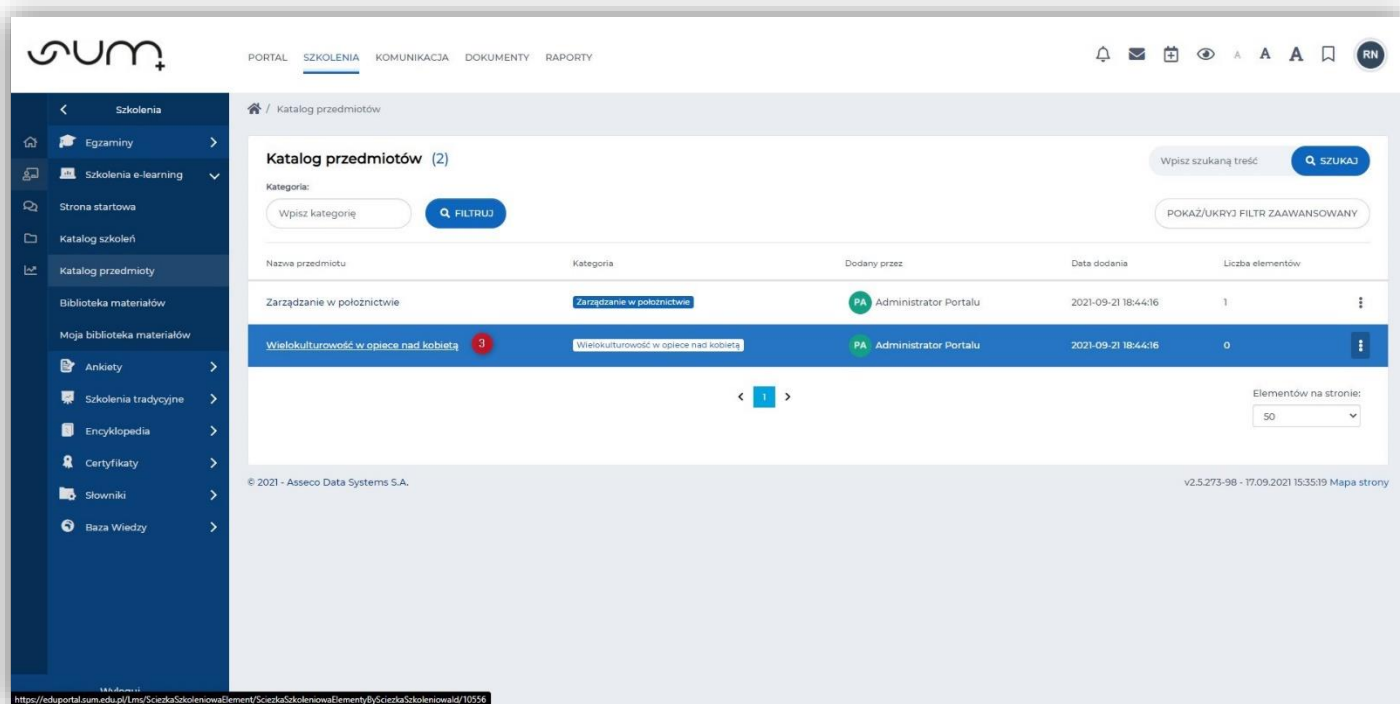 sum
PORTAL SZKOLENIA KOMUNIKACJA DOKUMENTY RAPORTY A A A RN
Szkolenia
Egzaminy
Szkolenia e-learning
Strona startowa
Katalog szkoleń
Katalog przedmioty
Biblioteka materiałów
Moja biblioteka materiałów
Ankiety
Szkolenia tradycyjne
Encyklopedia
Certyfikaty
Słowniki
Baza Wiedzy
/ Katalog przedmiotów
Katalog przedmiotów (2)
Wpisz szukaną treść SZUKAJ
Kategoria:
Wpisz kategorię FILTRUJ
POKAŻ/UKRYJ FILTR ZAAWANSOWANY
Nazwa przedmiotu Kategoria Dodany przez Data dodania Liczba elementów
Zarządzanie w położnictwie Zarządzanie w położnictwie PA Administrator Portalu 2021-09-21 18:44:16 1
Wielokulturowość w opiece nad kobietą 3 Wielokulturowość w opiece nad kobietą PA Administrator Portalu 2021-09-21 18:44:16 0
< 1 >
Elementów na stronie:
50
© 2021 - Asseco Data Systems S.A. v2.5.273-98 - 17.09.2021 15:35:19 Mapa strony
https://eduportal.sum.edu.pl/Lms/SciezkaSzkoleniowaElement/SciezkaSzkoleniowaElementyBySciezkaSzkoleniowaId/10556